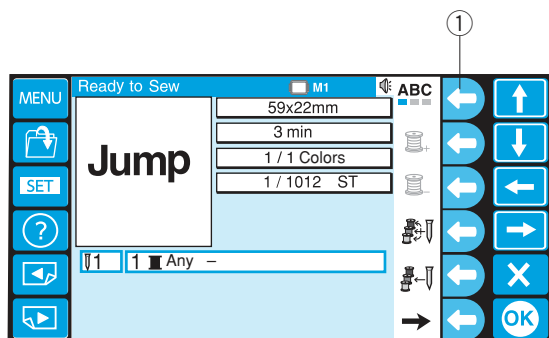 1
MENU
Ready to Sew
M1
ABC
59x22mm
3 min
Jump
1 / 1 Colors
SET
1 / 1012 ST
?
1 1 Any –
X
OK